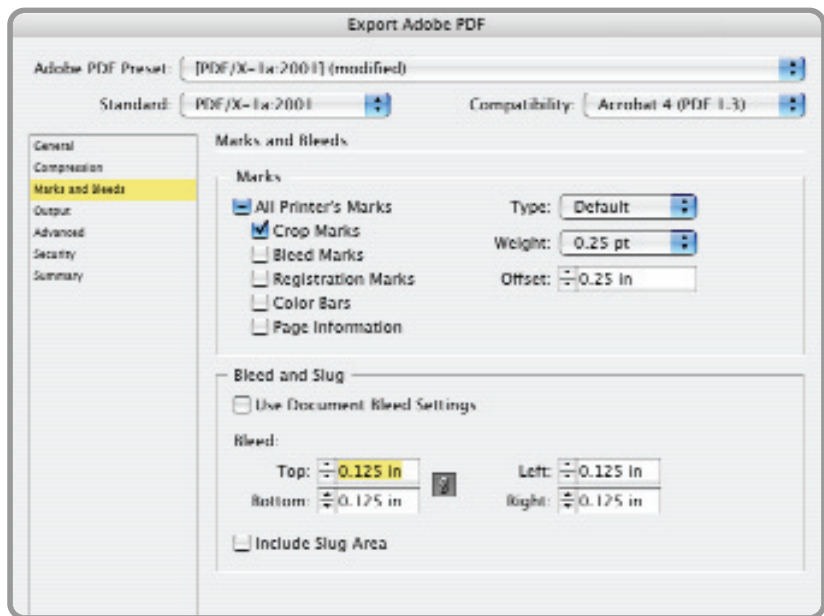 Export Adobe PDF
Adobe PDF Preset: [PDF/X-1a:2001] (modified)
Standard: PDF/X-1a:2001 Compatibility: Acrobat 4 (PDF 1.3)
General
Compression
Marks and Bleeds
Output
Advanced
Security
Summary
Marks and Bleeds
Marks
All Printer's Marks
Crop Marks
Bleed Marks
Registration Marks
Color Bars
Page Information
Type: Default
Weight: 0.25 pt
Offset: 0.25 in
Bleed and Slug
Use Document Bleed Settings
Bleed:
Top: 0.125 in Left: 0.125 in
Bottom: 0.125 in Right: 0.125 in
Include Slug Area